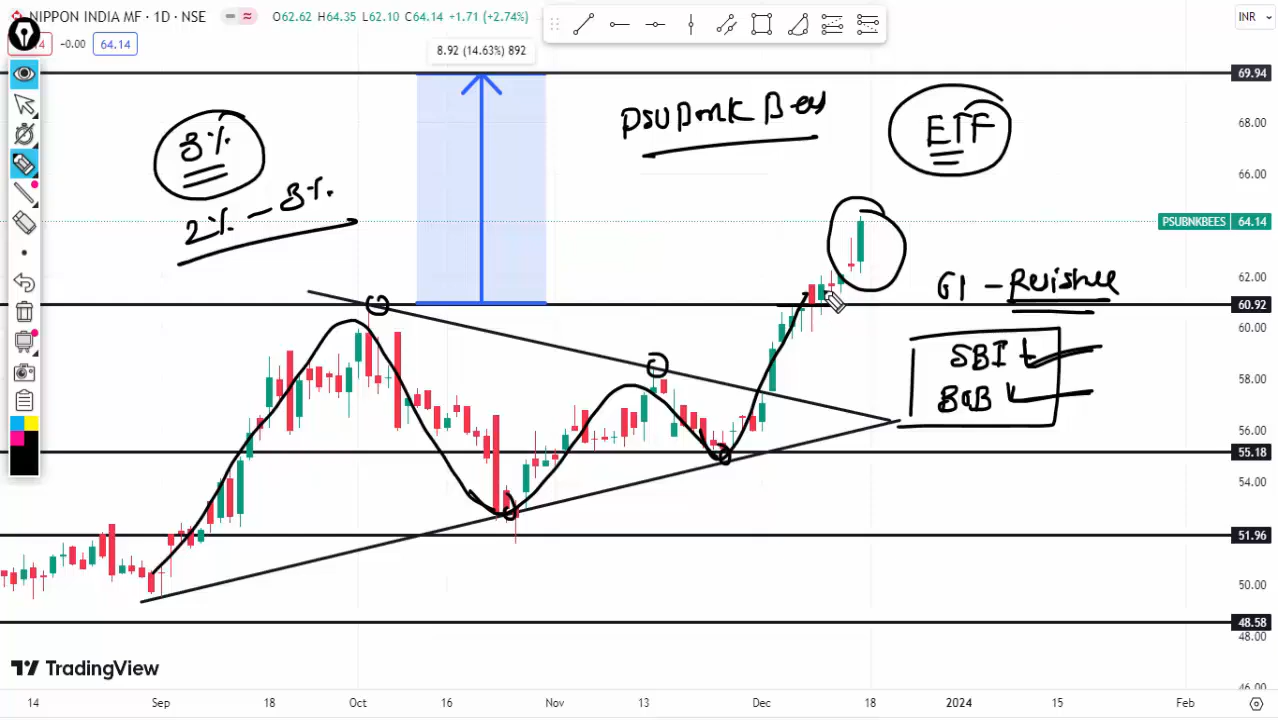 NIPPON INDIA MF · 1D · NSE O62.62 H64.35 L62.10 C64.14 +1.71 (+2.74%)
INR
-0.00 64.14
8.92 (14.63%) 892
69.94
68.00
66.00
PSUBNKBEES 64.14
62.00
60.92
60.00
58.00
56.00
55.18
54.00
51.96
50.00
48.58
48.00
46.00
8%
2% - 8%
PSUBNK Bees
ETF
SBI
BOB
TradingView
14 Sep 18 Oct 16 Nov 13 Dec 18 2024 15 Feb